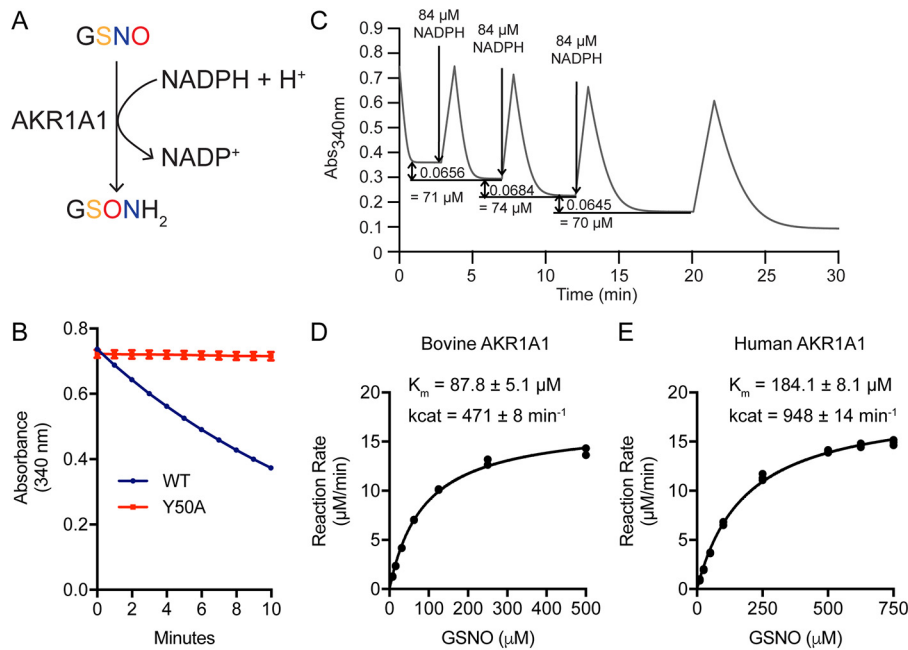 A
GSNO
NADPH + H⁺
AKR1A1
NADP⁺
GSONH₂
C
84 µM
NADPH
84 µM
NADPH
84 µM
NADPH
0.9
0.8
0.7
0.6
0.5
0.4
0.3
0.2
0.1
0
Abs340nm
0.0656
= 71 µM
0.0684
= 74 µM
0.0645
= 70 µM
0 5 10 15 20 25 30
Time (min)
B
0.8
0.6
0.4
0.2
0.0
Absorbance
(340 nm)
WT
Y50A
0 2 4 6 8 10
Minutes
D
Bovine AKR1A1
Kₘ = 87.8 ± 5.1 µM
kcat = 471 ± 8 min⁻¹
20
15
10
5
0
Reaction Rate
(µM/min)
0 100 200 300 400 500
GSNO (µM)
E
Human AKR1A1
Kₘ = 184.1 ± 8.1 µM
kcat = 948 ± 14 min⁻¹
20
15
10
5
0
Reaction Rate
(µM/min)
0 250 500 750
GSNO (µM)